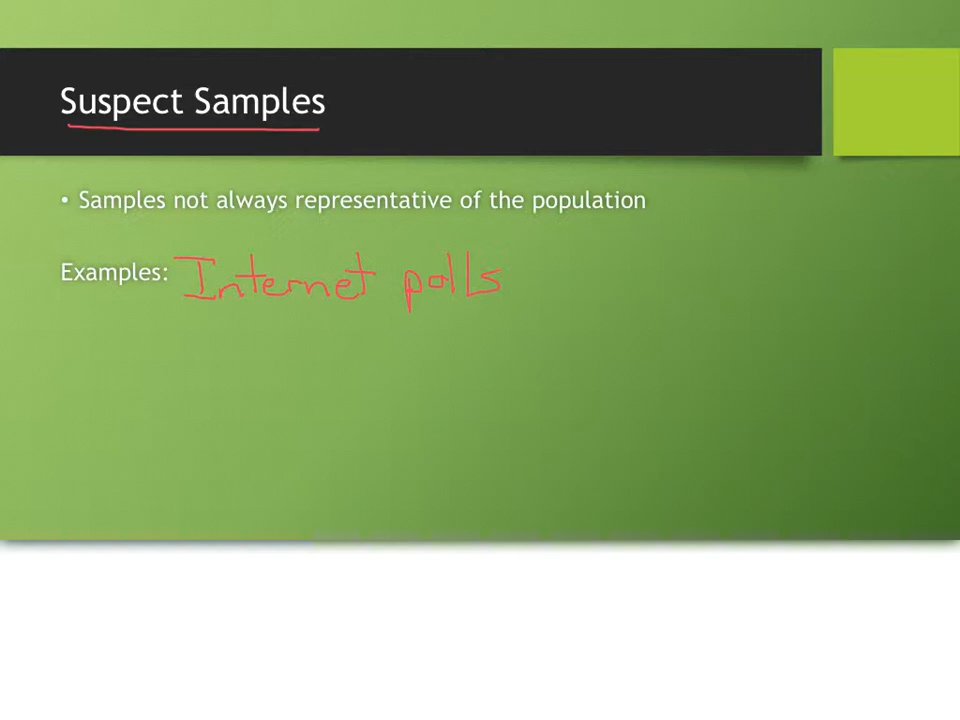 Suspect Samples
• Samples not always representative of the population
Examples: Internet polls